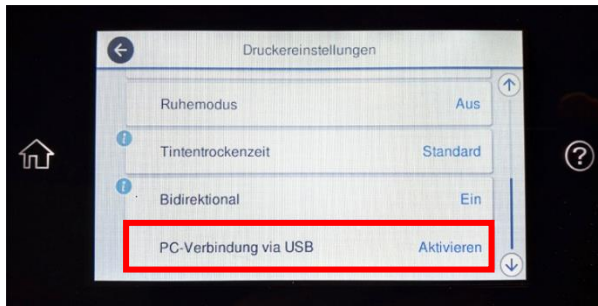 Druckereinstellungen
Ruhemodus Aus
Tintentrockenzeit Standard
Bidirektional Ein
PC-Verbindung via USB Aktivieren